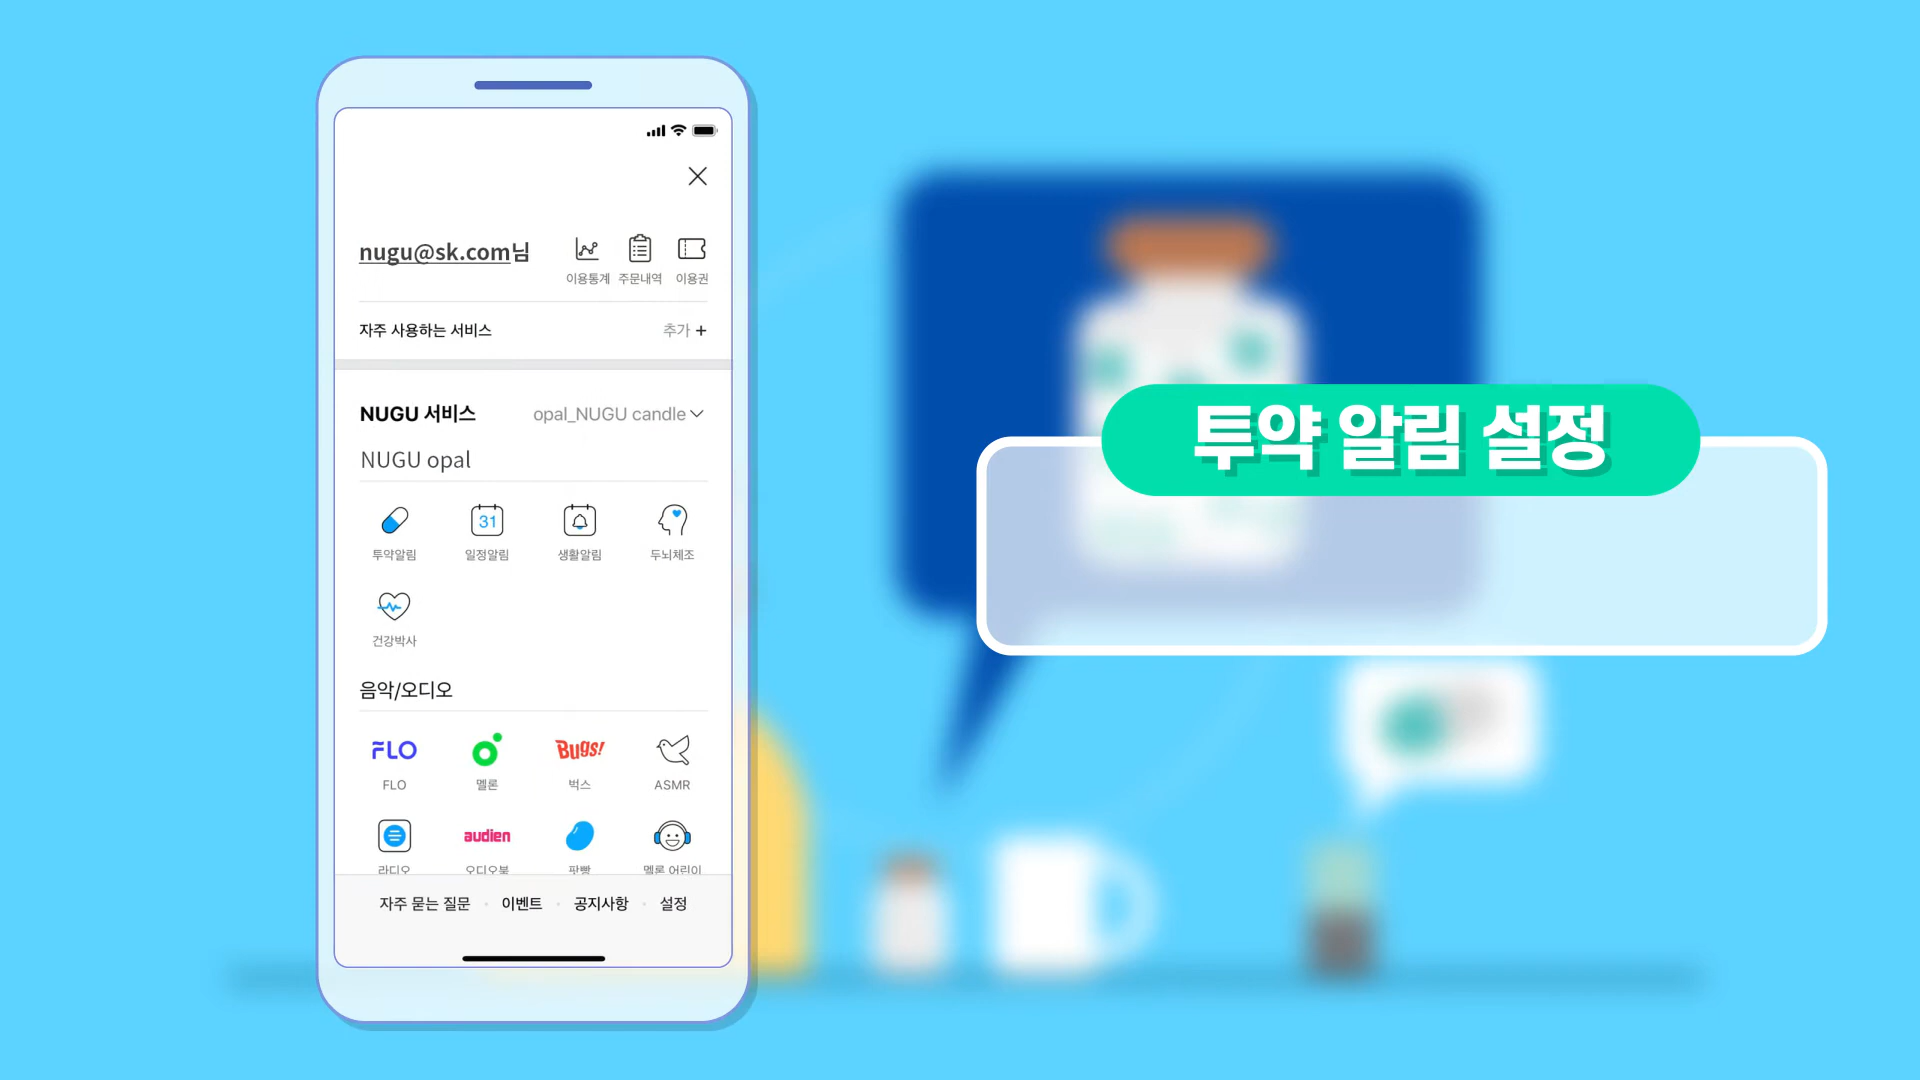 nugu@sk.com님
이용통계 주문내역 이용권
자주 사용하는 서비스 추가 +
NUGU 서비스 opal_NUGU candle
NUGU opal
31
투약알림 일정알림 생활알림 두뇌체조
건강박사
음악/오디오
FLO Bugs!
FLO 멜론 벅스 ASMR
audien
라디오 오디오북 팟빵 멜론 어린이
자주 묻는 질문 · 이벤트 · 공지사항 · 설정
투약 알림 설정